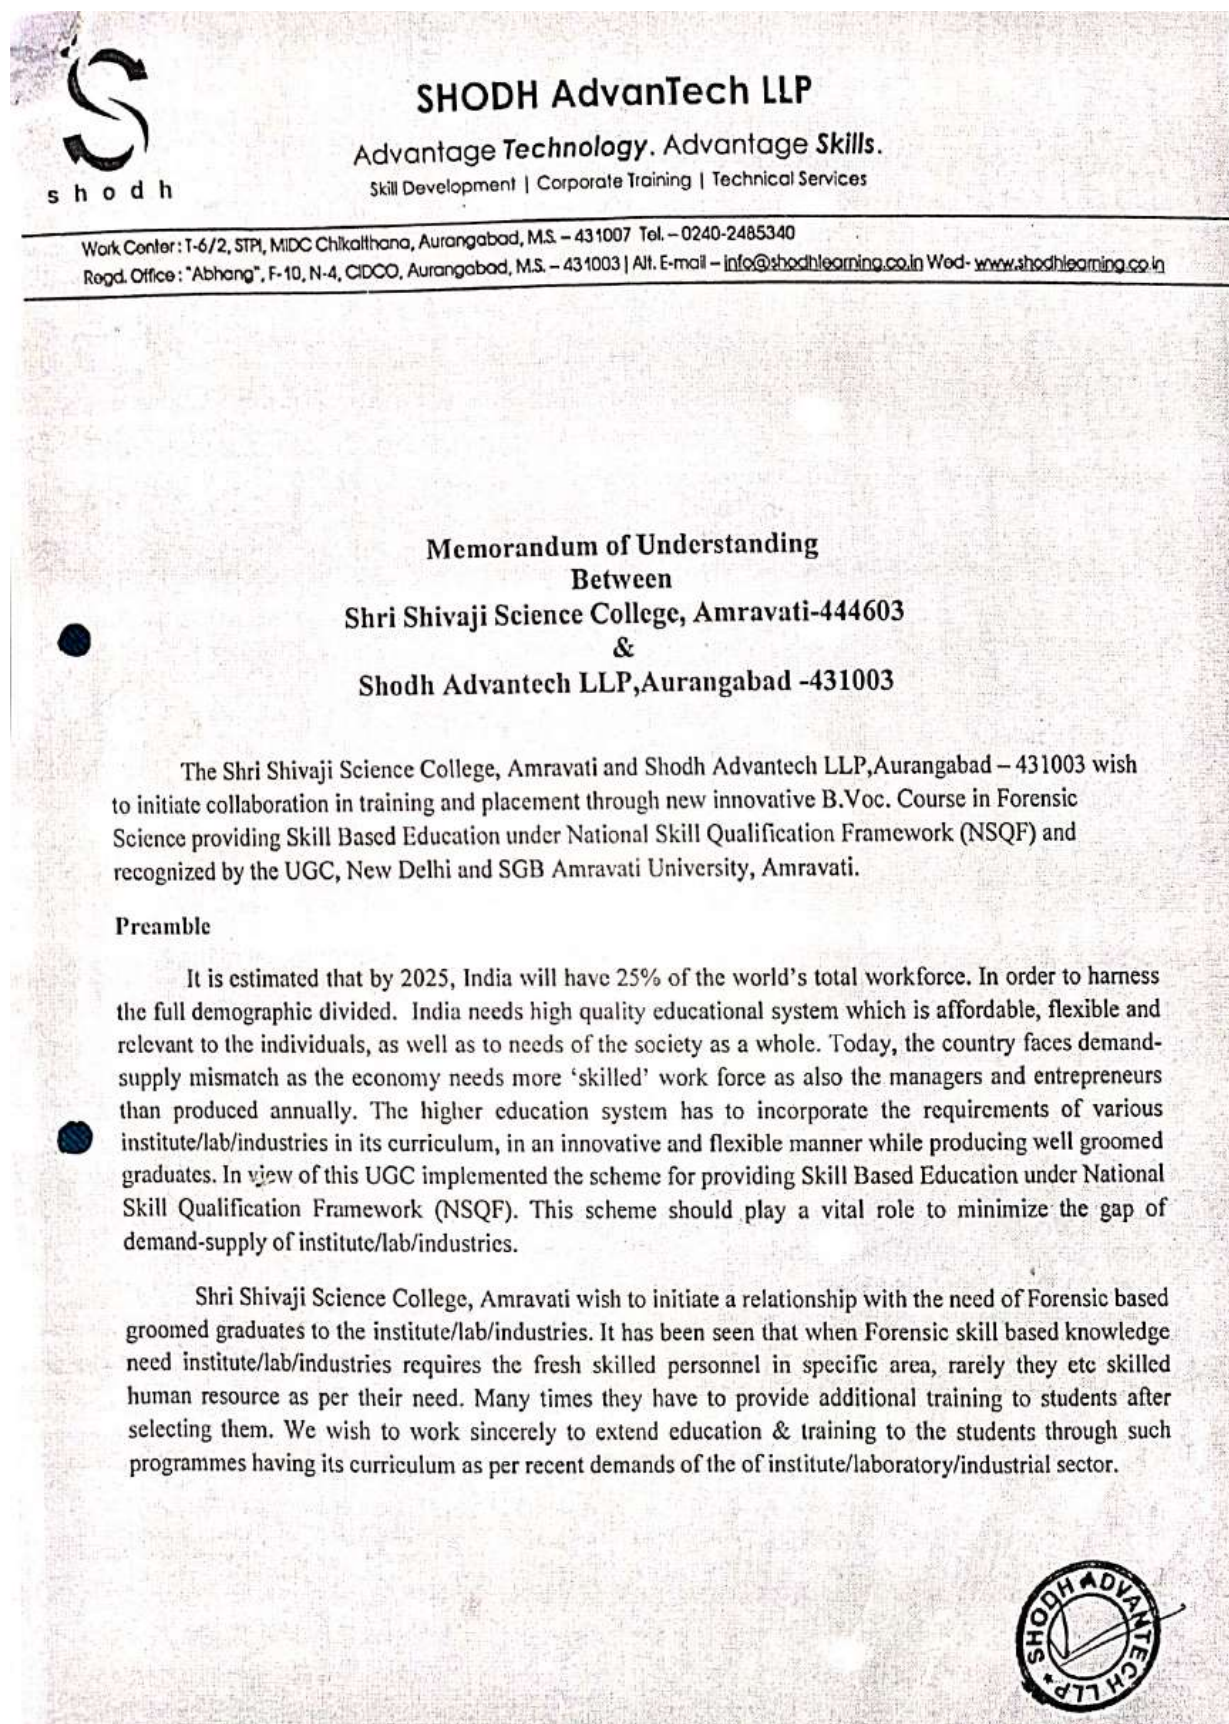 shodh
SHODH AdvanTech LLP
Advantage Technology. Advantage Skills.
Skill Development | Corporate Training | Technical Services
Work Center : T-6/2, STPI, MIDC Chikalthana, Aurangabad, M.S. – 431007 Tel. – 0240-2485340
Regd. Office : "Abhang", F-10, N-4, CIDCO, Aurangabad, M.S. – 431003 | Alt. E-mail – info@shodhlearning.co.in Wed- www.shodhlearning.co.in
Memorandum of Understanding
Between
Shri Shivaji Science College, Amravati-444603
&
Shodh Advantech LLP,Aurangabad -431003
The Shri Shivaji Science College, Amravati and Shodh Advantech LLP,Aurangabad – 431003 wish
to initiate collaboration in training and placement through new innovative B.Voc. Course in Forensic
Science providing Skill Based Education under National Skill Qualification Framework (NSQF) and
recognized by the UGC, New Delhi and SGB Amravati University, Amravati.
Preamble
It is estimated that by 2025, India will have 25% of the world's total workforce. In order to harness
the full demographic divided. India needs high quality educational system which is affordable, flexible and
relevant to the individuals, as well as to needs of the society as a whole. Today, the country faces demand-
supply mismatch as the economy needs more 'skilled' work force as also the managers and entrepreneurs
than produced annually. The higher education system has to incorporate the requirements of various
institute/lab/industries in its curriculum, in an innovative and flexible manner while producing well groomed
graduates. In view of this UGC implemented the scheme for providing Skill Based Education under National
Skill Qualification Framework (NSQF). This scheme should play a vital role to minimize the gap of
demand-supply of institute/lab/industries.
Shri Shivaji Science College, Amravati wish to initiate a relationship with the need of Forensic based
groomed graduates to the institute/lab/industries. It has been seen that when Forensic skill based knowledge
need institute/lab/industries requires the fresh skilled personnel in specific area, rarely they etc skilled
human resource as per their need. Many times they have to provide additional training to students after
selecting them. We wish to work sincerely to extend education & training to the students through such
programmes having its curriculum as per recent demands of the of institute/laboratory/industrial sector.
SHODH ADVANTECH LLP